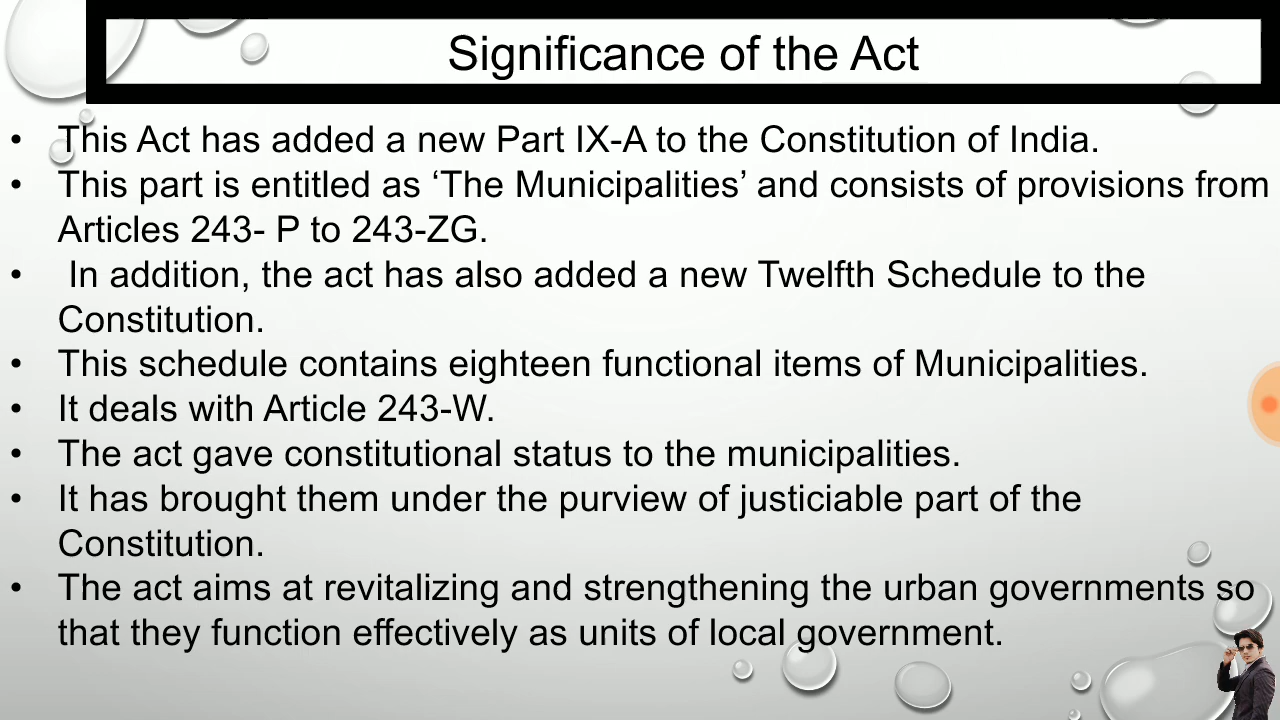 Significance of the Act
• This Act has added a new Part IX-A to the Constitution of India.
• This part is entitled as ‘The Municipalities’ and consists of provisions from
Articles 243- P to 243-ZG.
• In addition, the act has also added a new Twelfth Schedule to the
Constitution.
• This schedule contains eighteen functional items of Municipalities.
• It deals with Article 243-W.
• The act gave constitutional status to the municipalities.
• It has brought them under the purview of justiciable part of the
Constitution.
• The act aims at revitalizing and strengthening the urban governments so
that they function effectively as units of local government.